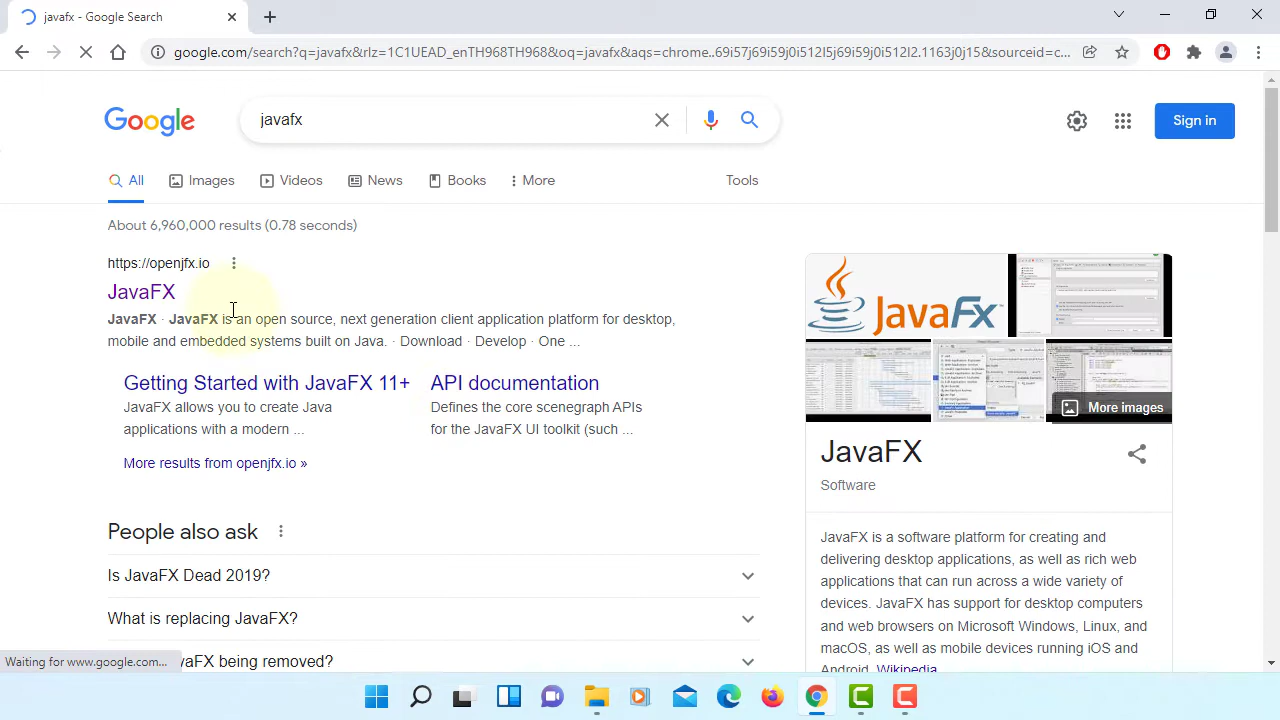 javafx - Google Search
google.com/search?q=javafx&rlz=1C1UEAD_enTH968TH968&oq=javafx&aqs=chrome..69i57j69i59j0i512l5j69i59j0i512l2.1163j0j15&sourceid=c...
Google
javafx
Sign in
All Images Videos News Books More Tools
About 6,960,000 results (0.78 seconds)
https://openjfx.io
JavaFX
JavaFX · JavaFX is an open source, next generation client application platform for desktop,
mobile and embedded systems built on Java. · Download · Develop · One ...
Getting Started with JavaFX 11+
JavaFX allows you to create Java
applications with a modern ...
API documentation
Defines the core scenegraph APIs
for the JavaFX UI toolkit (such ...
More results from openjfx.io »
People also ask
Is JavaFX Dead 2019?
What is replacing JavaFX?
JavaFX being removed?
Waiting for www.google.com...
JavaFX
More images
JavaFX
Software
JavaFX is a software platform for creating and
delivering desktop applications, as well as rich web
applications that can run across a wide variety of
devices. JavaFX has support for desktop computers
and web browsers on Microsoft Windows, Linux, and
macOS, as well as mobile devices running iOS and
Android. Wikipedia